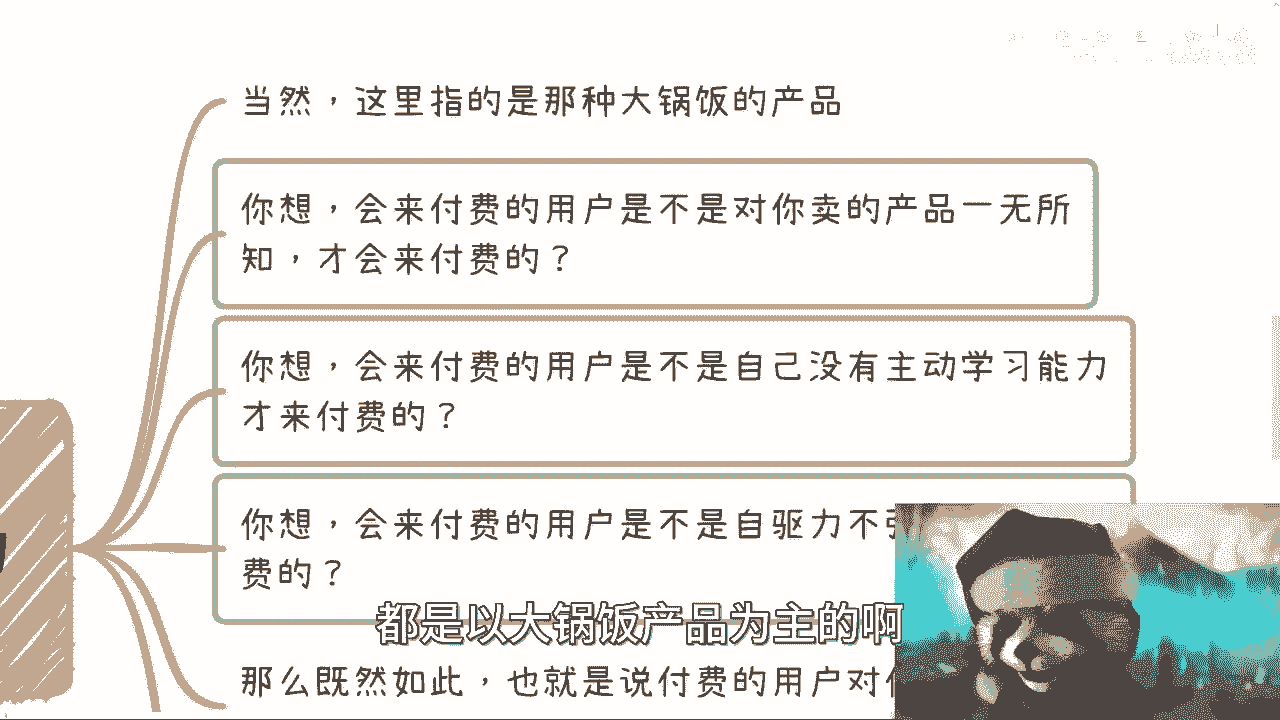 当然，这里指的是那种大锅饭的产品
你想，会来付费的用户是不是对你卖的产品一无所
知，才会来付费的？
你想，会来付费的用户是不是自己没有主动学习能力
才来付费的？
你想，会来付费的用户是不是自驱力不
费的？
都是以大锅饭产品为主的啊
那么既然如此，也就是说付费的用户对